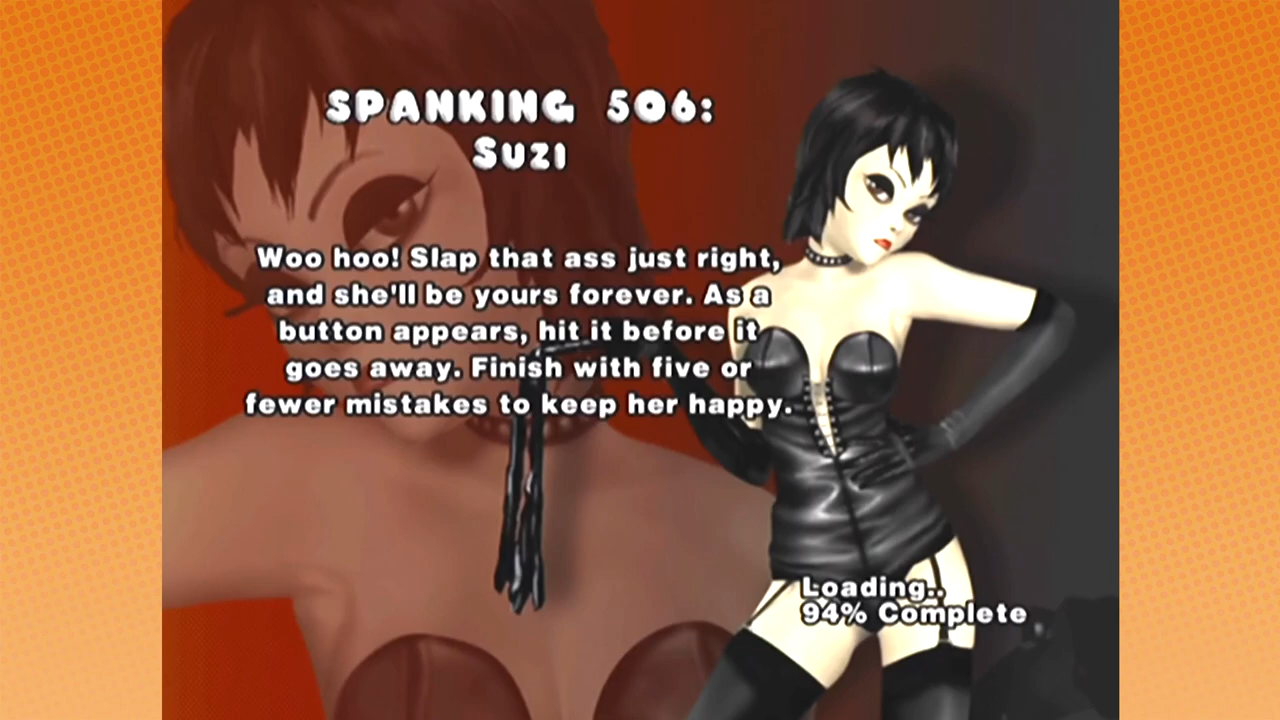 SPANKING 506:
SUZI
Woo hoo! Slap that ass just right,
and she'll be yours forever. As a
button appears, hit it before it
goes away. Finish with five or
fewer mistakes to keep her happy.
Loading..
94% Complete